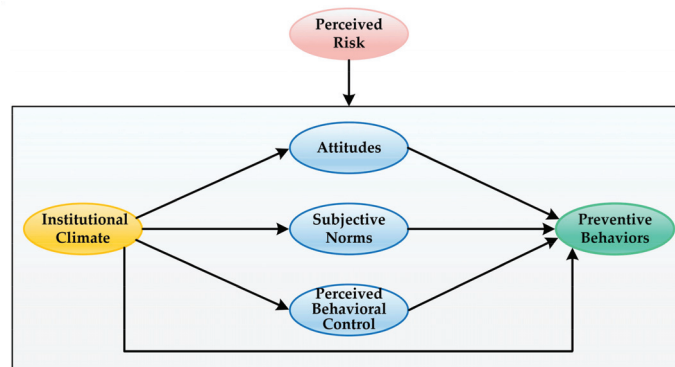 Perceived
Risk
Attitudes
Institutional
Climate
Subjective
Norms
Preventive
Behaviors
Perceived
Behavioral
Control